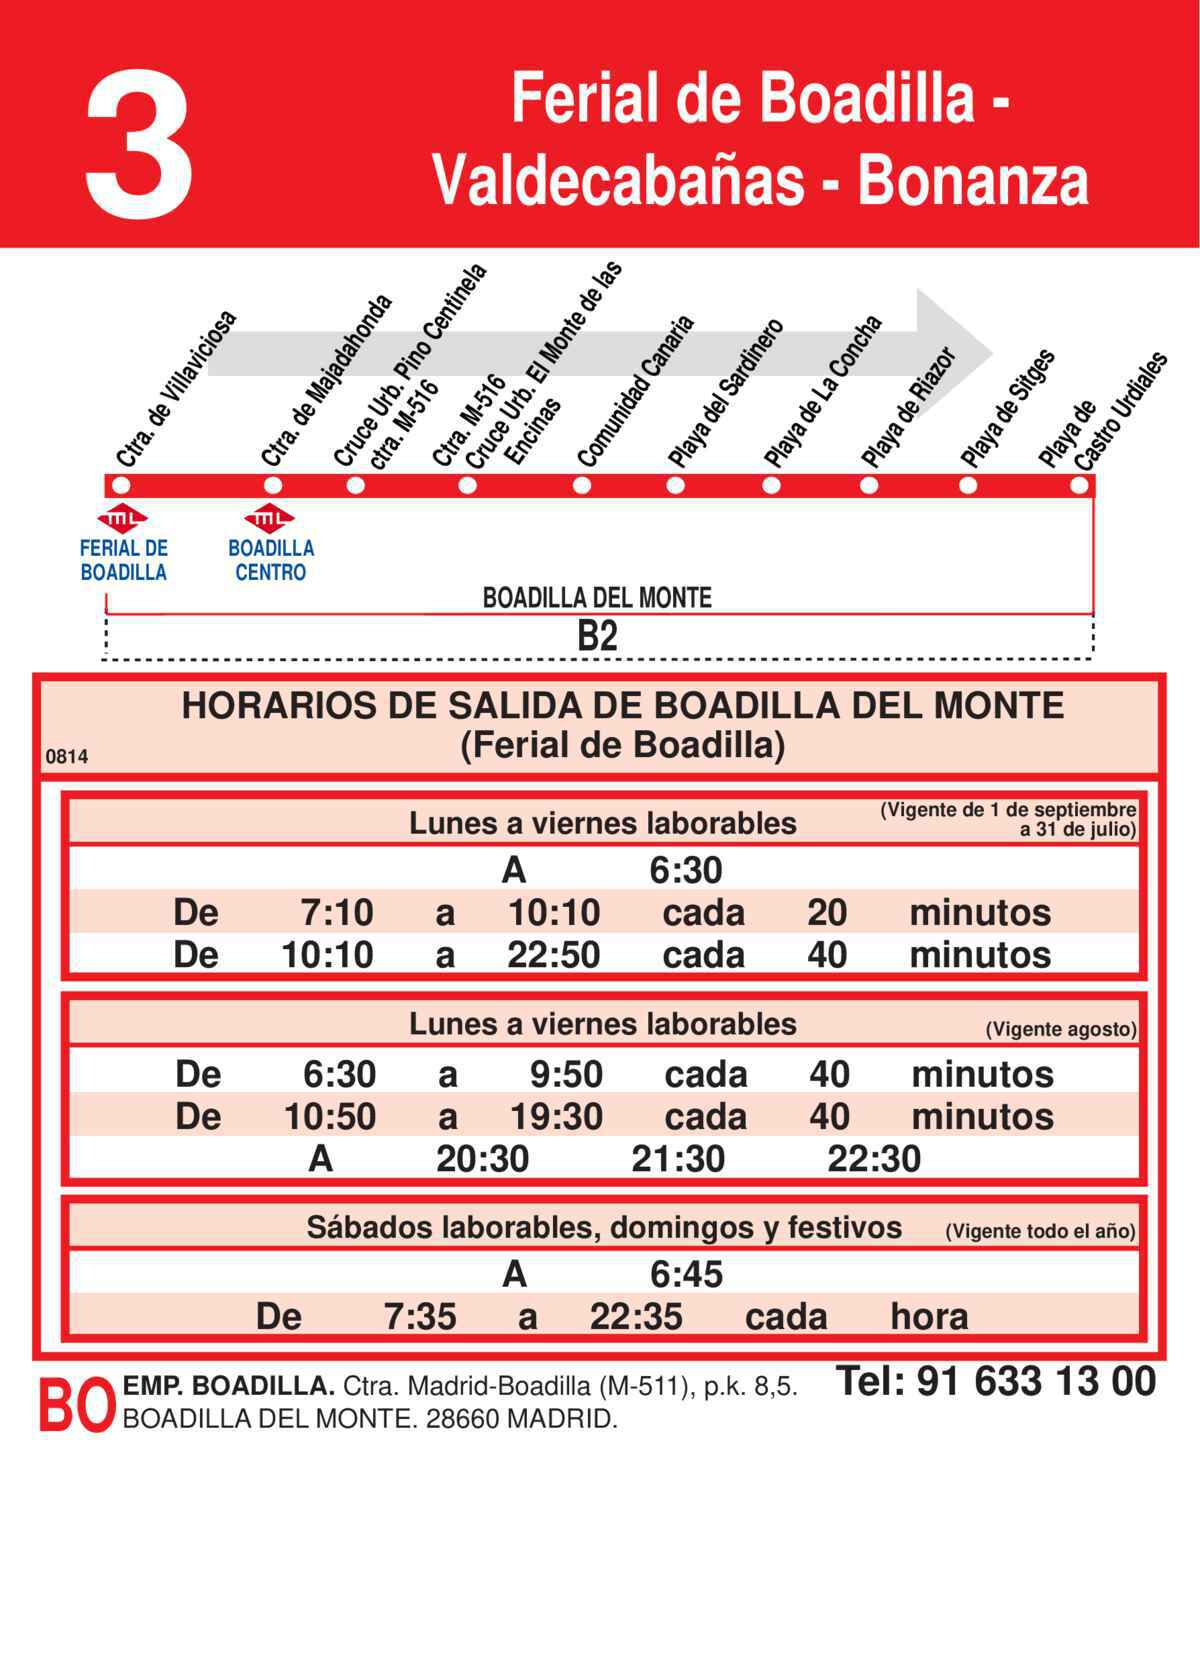 3
Ferial de Boadilla -
Valdecabañas - Bonanza
Ctra. de Villaviciosa
Ctra. de Majadahonda
Cruce Urb. Pino Centinela
ctra. M-516
Ctra. M-516
Cruce Urb. El Monte de las
Encinas
Comunidad Canaria
Playa del Sardinero
Playa de La Concha
Playa de Riazor
Playa de Sitges
Playa de
Castro Urdiales
ML
FERIAL DE
BOADILLA
ML
BOADILLA
CENTRO
BOADILLA DEL MONTE
B2
HORARIOS DE SALIDA DE BOADILLA DEL MONTE
(Ferial de Boadilla)
0814
Lunes a viernes laborables
(Vigente de 1 de septiembre
a 31 de julio)
A 6:30
De 7:10 a 10:10 cada 20 minutos
De 10:10 a 22:50 cada 40 minutos
Lunes a viernes laborables (Vigente agosto)
De 6:30 a 9:50 cada 40 minutos
De 10:50 a 19:30 cada 40 minutos
A 20:30 21:30 22:30
Sábados laborables, domingos y festivos (Vigente todo el año)
A 6:45
De 7:35 a 22:35 cada hora
BO
EMP. BOADILLA. Ctra. Madrid-Boadilla (M-511), p.k. 8,5.
BOADILLA DEL MONTE. 28660 MADRID.
Tel: 91 633 13 00